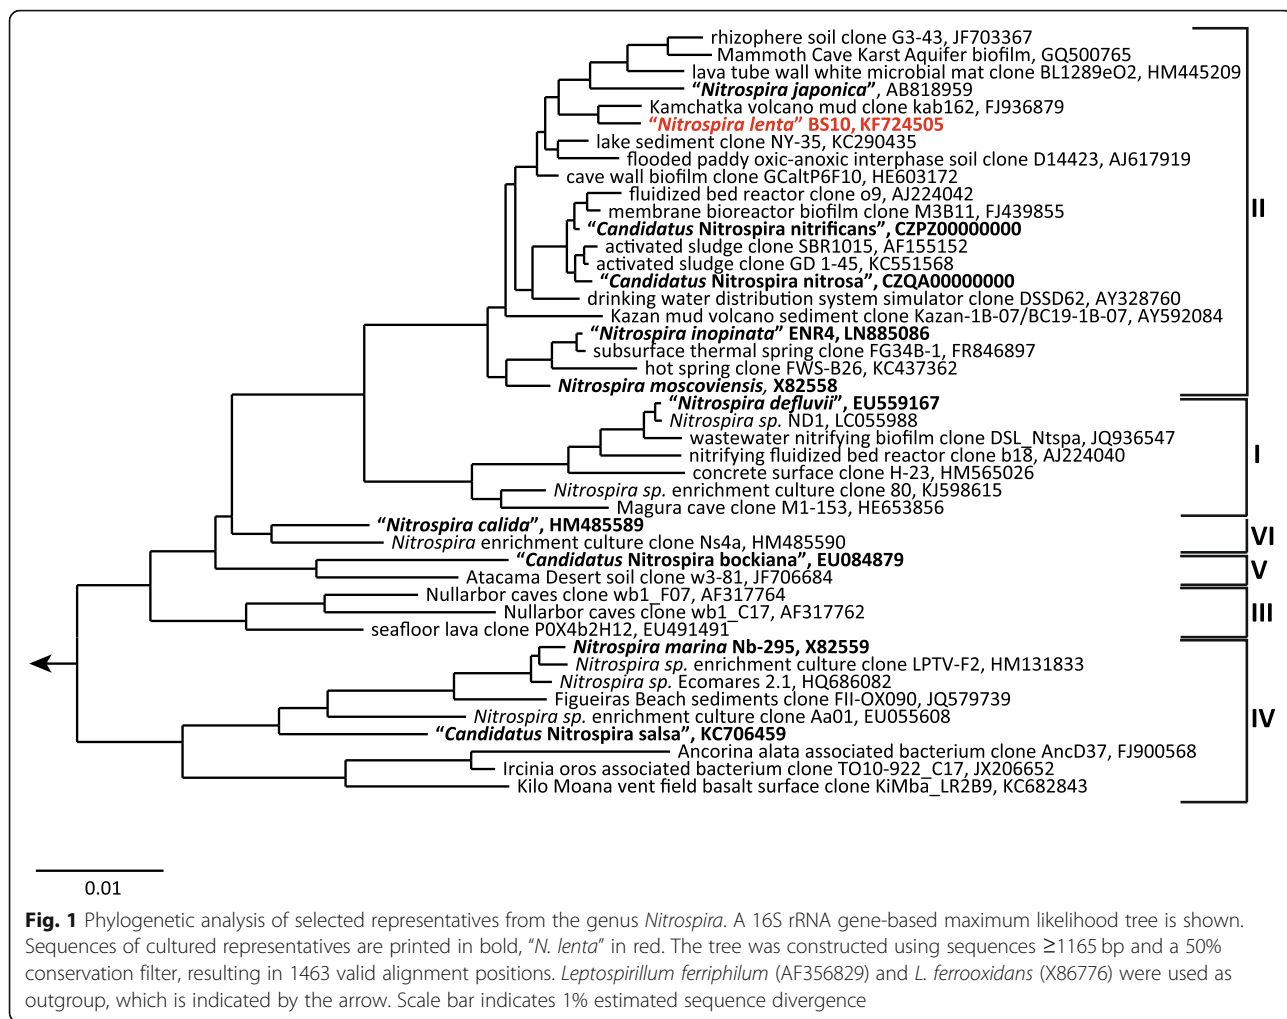 rhizophere soil clone G3-43, JF703367
Mammoth Cave Karst Aquifer biofilm, GQ500765
lava tube wall white microbial mat clone BL1289eO2, HM445209
“Nitrospira japonica”, AB818959
Kamchatka volcano mud clone kab162, FJ936879
“Nitrospira lenta” BS10, KF724505
lake sediment clone NY-35, KC290435
flooded paddy oxic-anoxic interphase soil clone D14423, AJ617919
cave wall biofilm clone GCaltP6F10, HE603172
fluidized bed reactor clone o9, AJ224042
membrane bioreactor biofilm clone M3B11, FJ439855
“Candidatus Nitrospira nitrificans”, CZPZ00000000
activated sludge clone SBR1015, AF155152
activated sludge clone GD 1-45, KC551568
“Candidatus Nitrospira nitrosa”, CZQA00000000
drinking water distribution system simulator clone DSSD62, AY328760
Kazan mud volcano sediment clone Kazan-1B-07/BC19-1B-07, AY592084
“Nitrospira inopinata” ENR4, LN885086
subsurface thermal spring clone FG34B-1, FR846897
hot spring clone FWS-B26, KC437362
Nitrospira moscoviensis, X82558
II
“Nitrospira defluvii”, EU559167
Nitrospira sp. ND1, LC055988
wastewater nitrifying biofilm clone DSL_Ntspa, JQ936547
nitrifying fluidized bed reactor clone b18, AJ224040
concrete surface clone H-23, HM565026
Nitrospira sp. enrichment culture clone 80, KJ598615
Magura cave clone M1-153, HE653856
I
“Nitrospira calida”, HM485589
Nitrospira enrichment culture clone Ns4a, HM485590
VI
“Candidatus Nitrospira bockiana”, EU084879
Atacama Desert soil clone w3-81, JF706684
V
Nullarbor caves clone wb1_F07, AF317764
Nullarbor caves clone wb1_C17, AF317762
seafloor lava clone P0X4b2H12, EU491491
III
Nitrospira marina Nb-295, X82559
Nitrospira sp. enrichment culture clone LPTV-F2, HM131833
Nitrospira sp. Ecomares 2.1, HQ686082
Figueiras Beach sediments clone FII-OX090, JQ579739
Nitrospira sp. enrichment culture clone Aa01, EU055608
“Candidatus Nitrospira salsa”, KC706459
Ancorina alata associated bacterium clone AncD37, FJ900568
Ircinia oros associated bacterium clone TO10-922_C17, JX206652
Kilo Moana vent field basalt surface clone KiMba_LR2B9, KC682843
IV
0.01
Fig. 1 Phylogenetic analysis of selected representatives from the genus Nitrospira. A 16S rRNA gene-based maximum likelihood tree is shown.
Sequences of cultured representatives are printed in bold, “N. lenta” in red. The tree was constructed using sequences ≥1165 bp and a 50%
conservation filter, resulting in 1463 valid alignment positions. Leptospirillum ferriphilum (AF356829) and L. ferrooxidans (X86776) were used as
outgroup, which is indicated by the arrow. Scale bar indicates 1% estimated sequence divergence